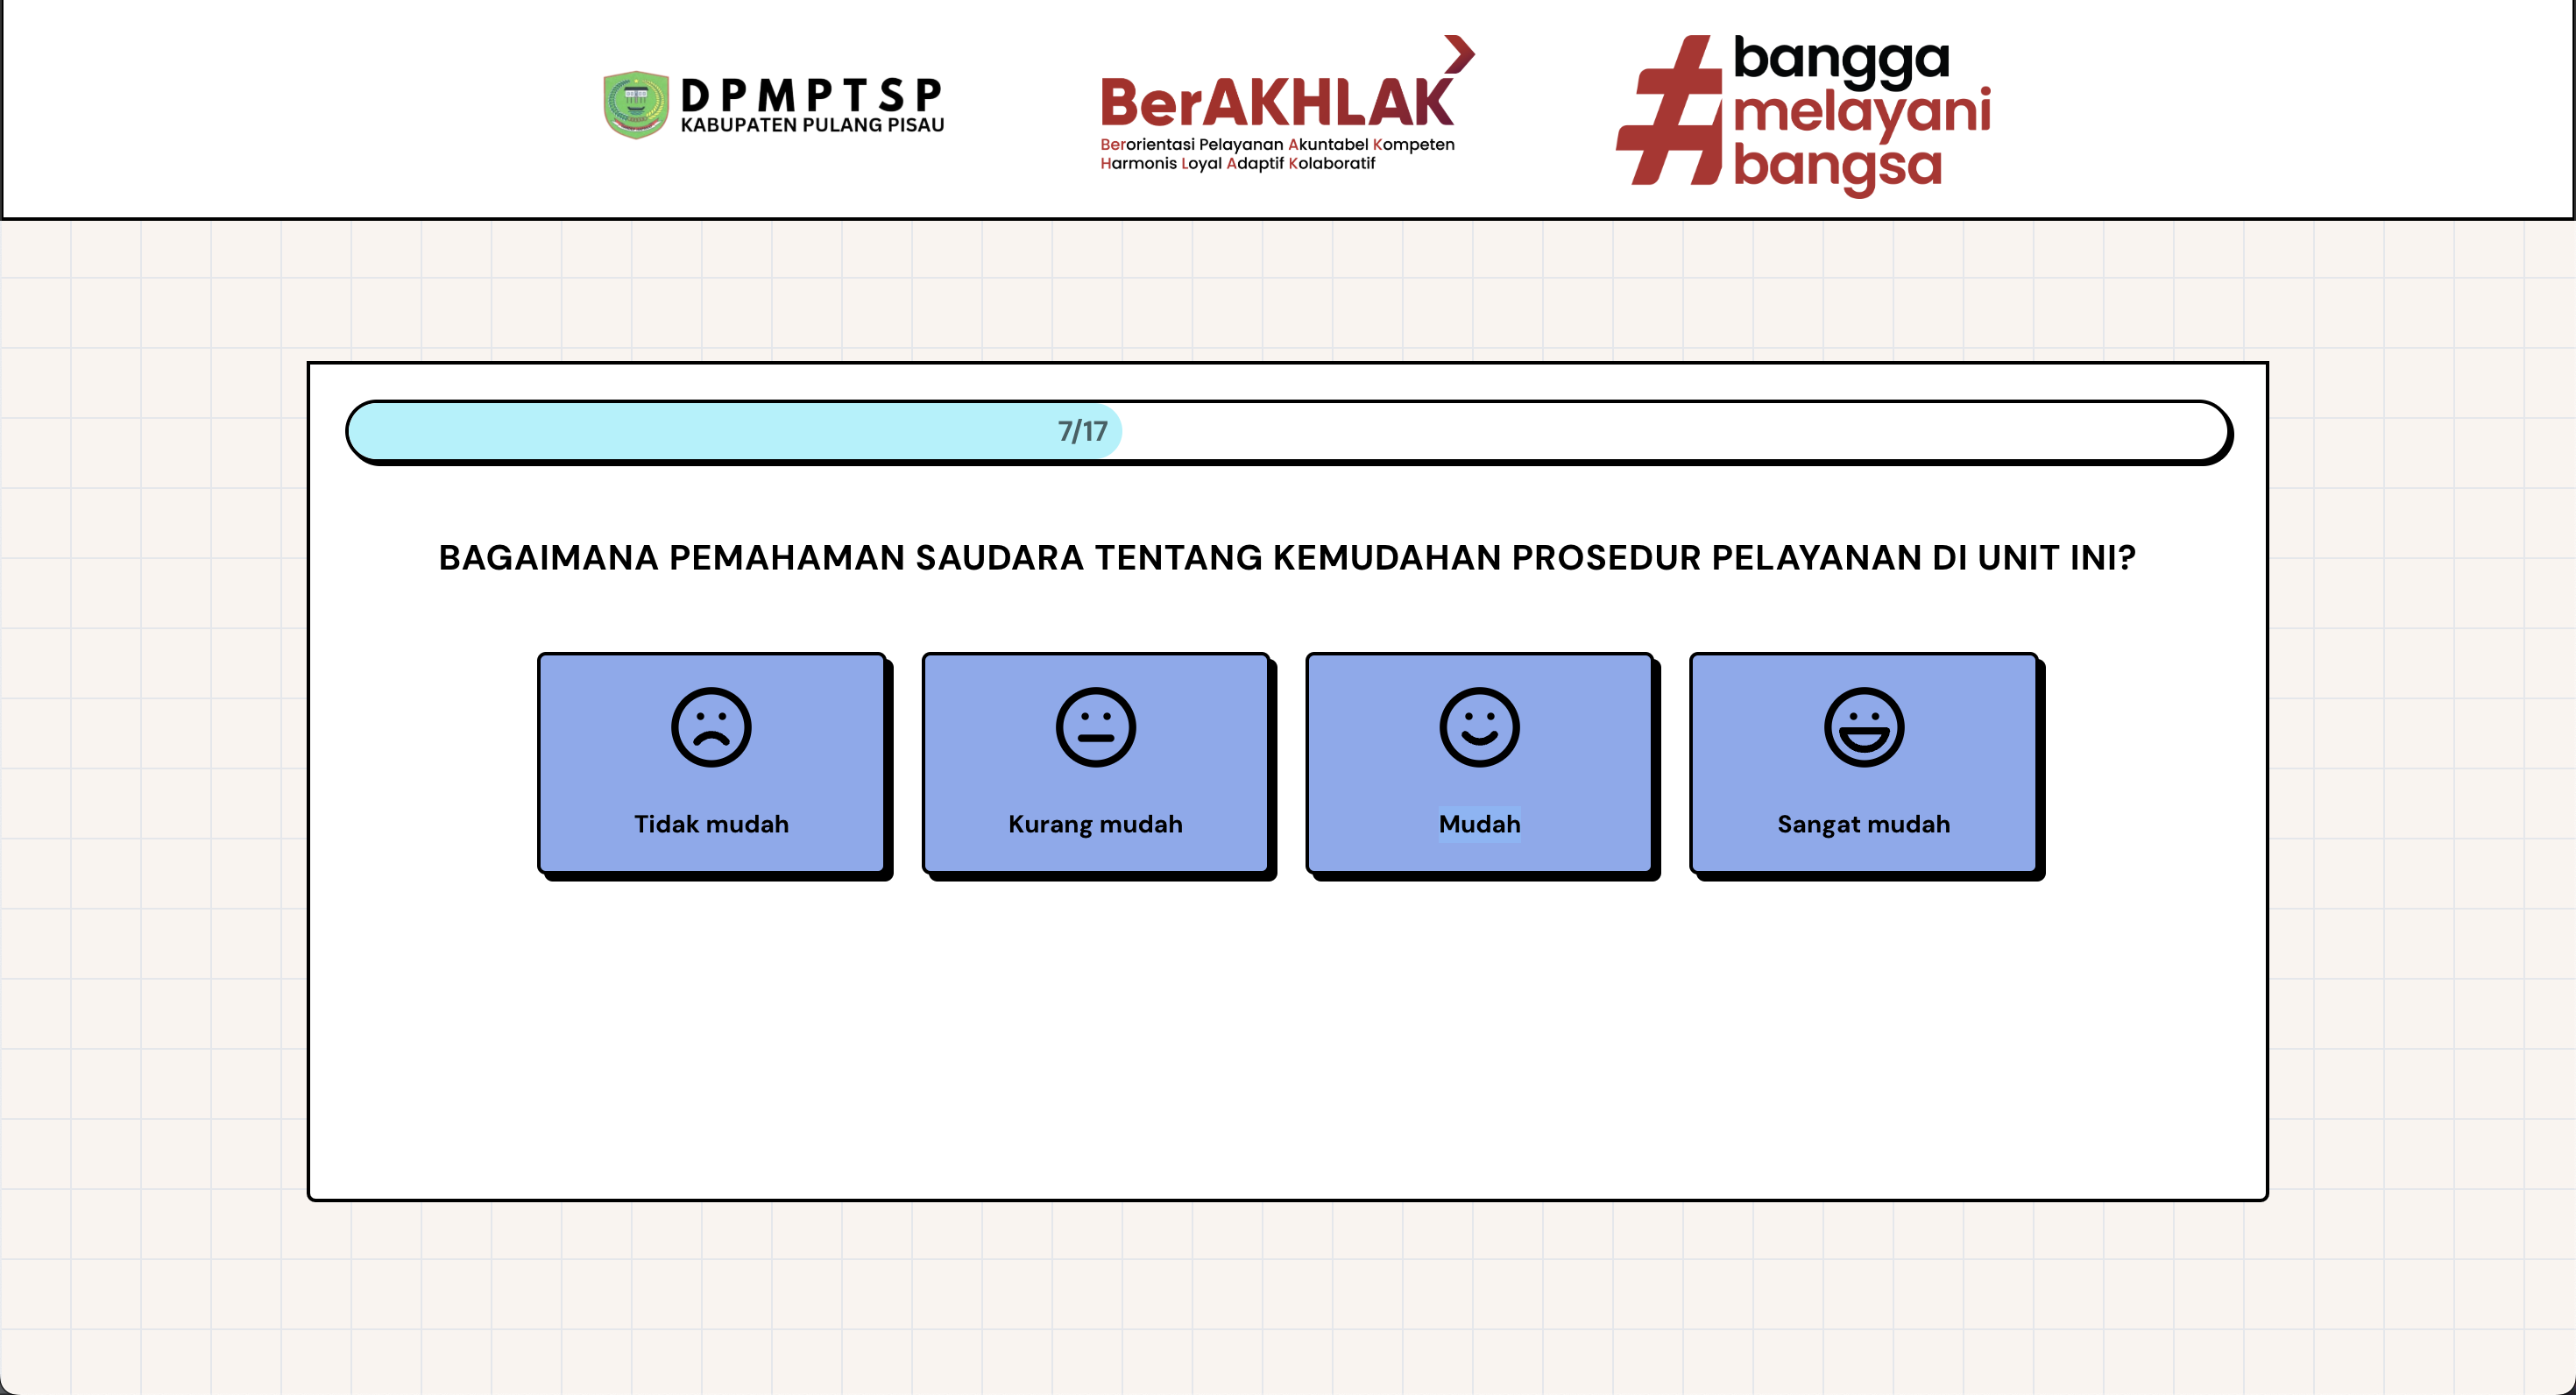 DPMPTSP
KABUPATEN PULANG PISAU
BerAKHLAK
Berorientasi Pelayanan Akuntabel Kompeten
Harmonis Loyal Adaptif Kolaboratif
#bangga
melayani
bangsa
7/17
BAGAIMANA PEMAHAMAN SAUDARA TENTANG KEMUDAHAN PROSEDUR PELAYANAN DI UNIT INI?
Tidak mudah
Kurang mudah
Mudah
Sangat mudah